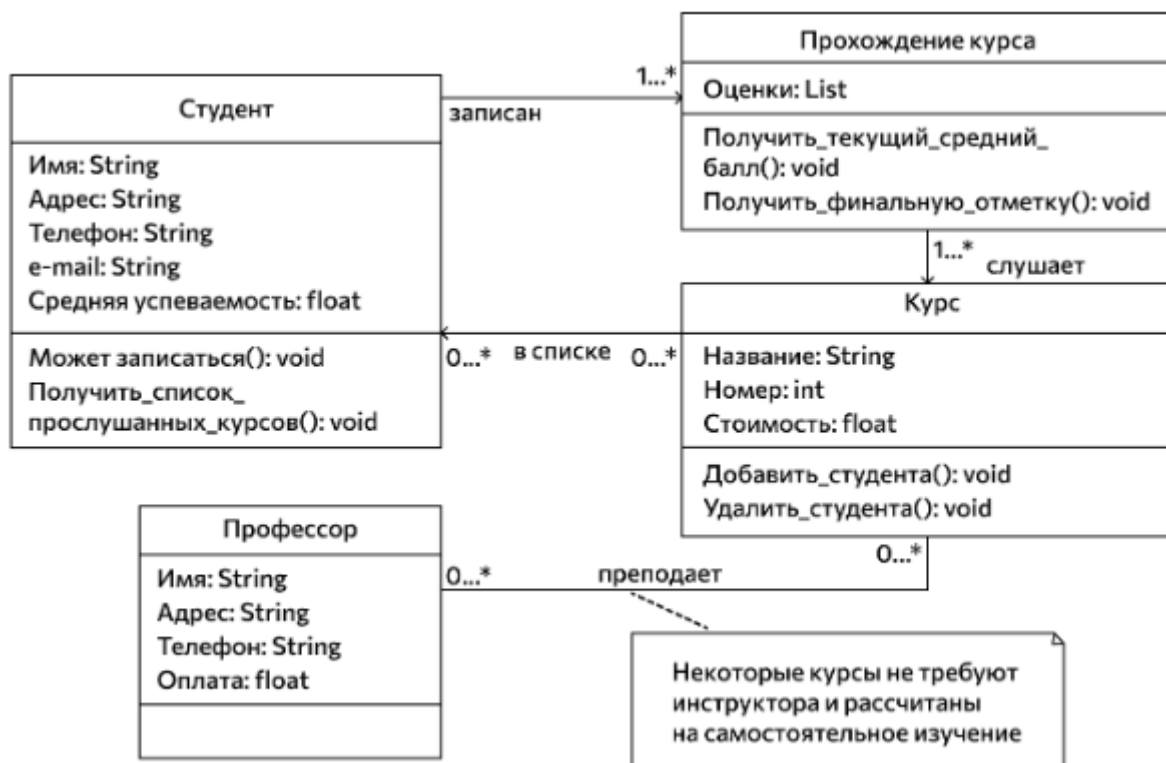 Прохождение курса
Оценки: List
Получить_текущий_средний_
балл(): void
Получить_финальную_отметку(): void
1...*
записан
Студент
Имя: String
Адрес: String
Телефон: String
e-mail: String
Средняя успеваемость: float
Может записаться(): void
Получить_список_
прослушанных_курсов(): void
1...*
слушает
Курс
Название: String
Номер: int
Стоимость: float
Добавить_студента(): void
Удалить_студента(): void
0...*
в списке
0...*
Профессор
Имя: String
Адрес: String
Телефон: String
Оплата: float
0...*
преподает
0...*
Некоторые курсы не требуют
инструктора и рассчитаны
на самостоятельное изучение